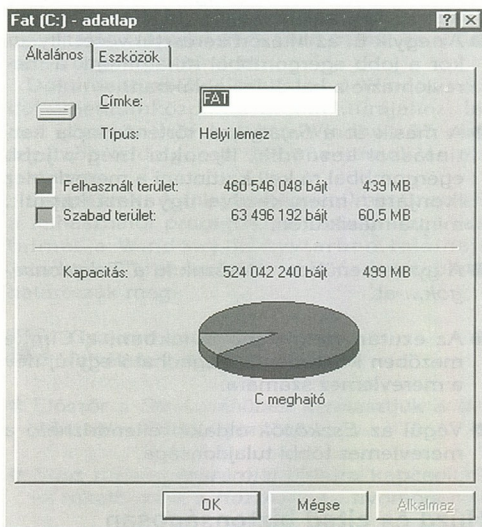 Fat (C:) - adatlap
Általános Eszközök
Címke: FAT
Típus: Helyi lemez
Felhasznált terület: 460 546 048 bájt 439 MB
Szabad terület: 63 496 192 bájt 60,5 MB
Kapacitás: 524 042 240 bájt 499 MB
C meghajtó
OK Mégse Alkalmaz